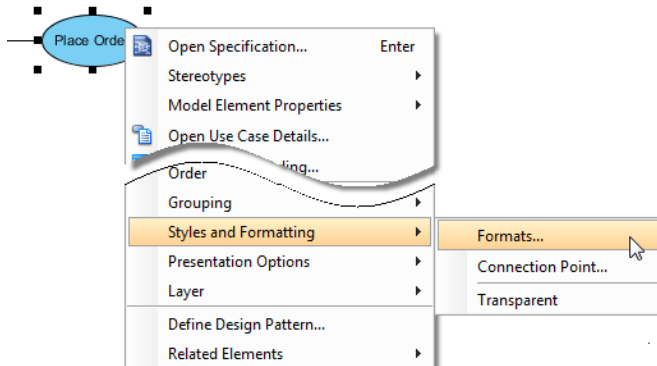 Place Orde
Open Specification... Enter
Stereotypes
Model Element Properties
Open Use Case Details...
Order
Grouping
Styles and Formatting
Formats...
Presentation Options
Connection Point...
Layer
Transparent
Define Design Pattern...
Related Elements